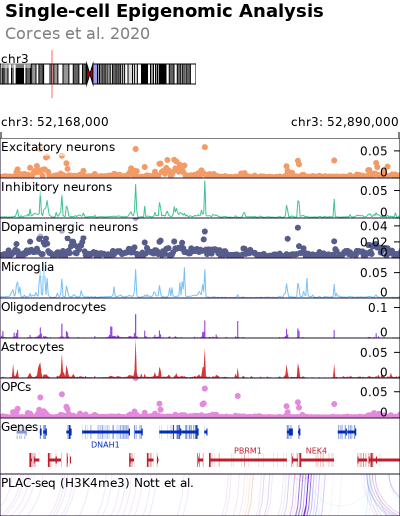 Single-cell Epigenomic Analysis
Corces et al. 2020
chr3
chr3: 52,168,000 chr3: 52,890,000
Excitatory neurons 0.05
0
Inhibitory neurons 0.05
0
Dopaminergic neurons 0.04
0.02
0
Microglia 0.05
0
Oligodendrocytes 0.1
0
Astrocytes 0.05
0
OPCs 0.05
0
Genes
DNAH1
PBRM1 NEK4
PLAC-seq (H3K4me3) Nott et al.